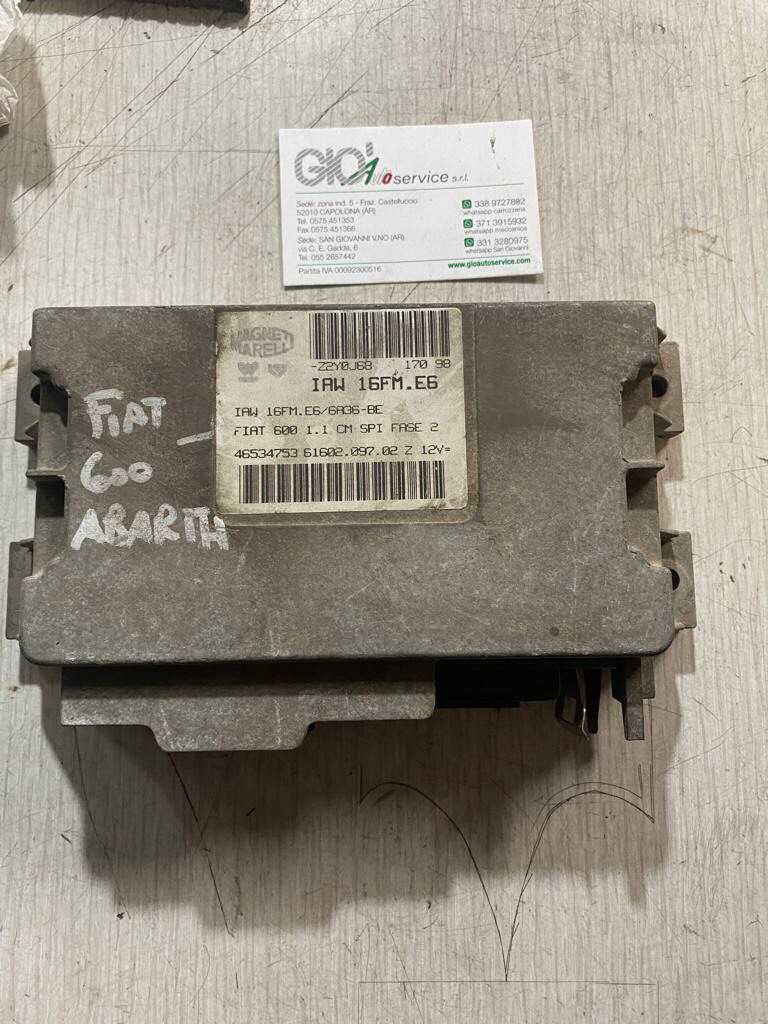 GIO' Auto service s.r.l.
Sede: zona ind. 5 - Fraz. Castelluccio
52010 CAPOLONA (AR)
Tel. 0575 451353
Fax 0575 451366
Sede: SAN GIOVANNI V.NO (AR)
via C. E. Gadda, 6
Tel. 055 2657442
Partita IVA 00092300516
338 9727882
whatsapp carrozzeria
371 3915932
whatsapp meccanica
331 3280975
whatsapp San Giovanni
www.gioautoservice.com
MAGNETI
MARELLI
-Z2Y0J68 170 98
IAW 16FM.E6
IAW 16FM.E6/6A36-BE
FIAT 600 1.1 CM SPI FASE 2
46534753 61602.097.02 Z 12V=
FIAT
600
ABARTH